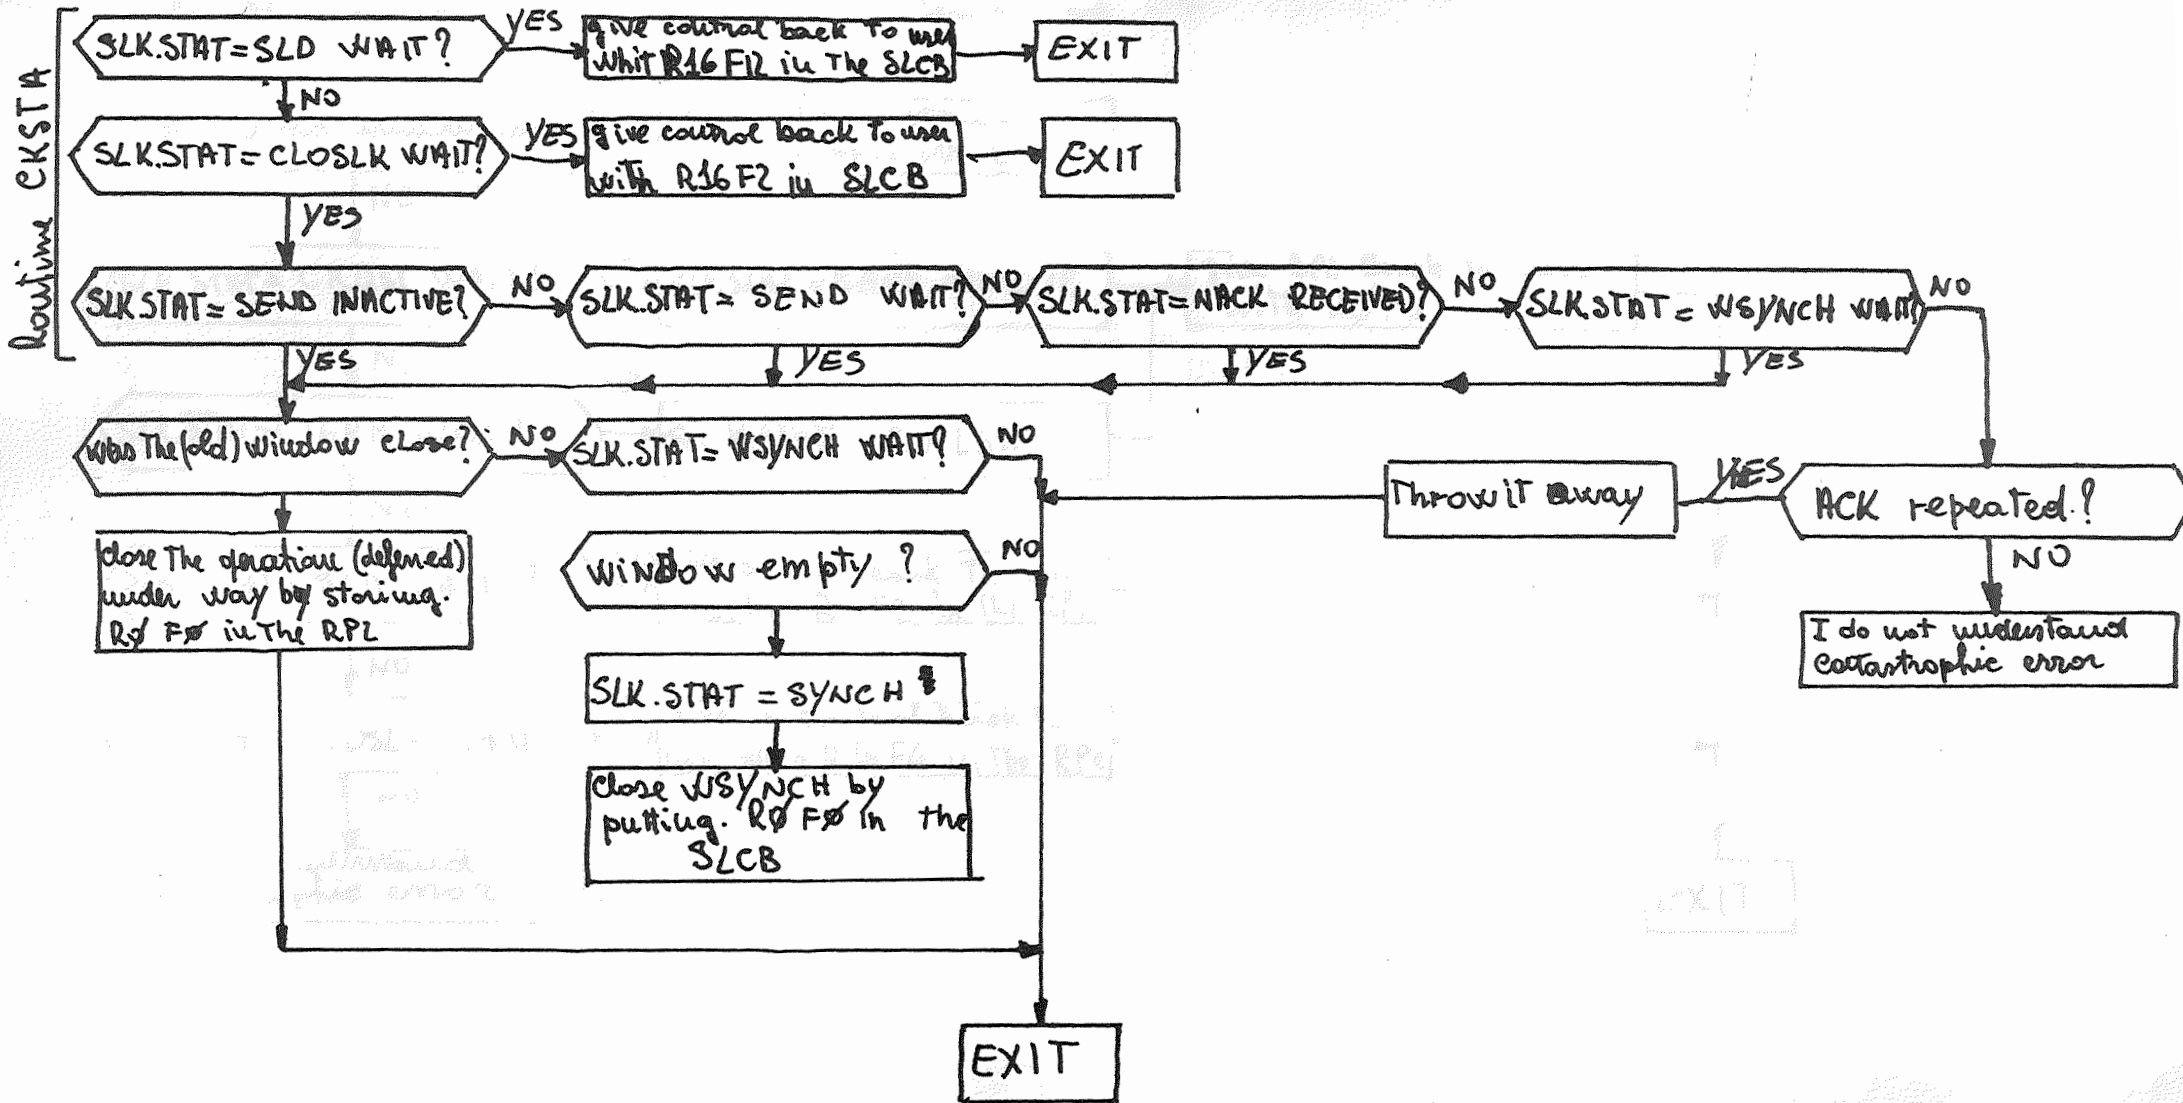 Routine CKSTA
SLK.STAT=SLD WAIT?
YES
give control back to user
whit R16 F12 in The SLCB
EXIT
NO
SLK.STAT=CLOSLK WAIT?
YES
give control back to user
with R16 F2 in SLCB
EXIT
YES
SLK.STAT= SEND INACTIVE?
NO
SLK.STAT= SEND WAIT?
NO
SLK.STAT=NACK RECEIVED?
NO
SLK.STAT= WSYNCH WAIT?
NO
YES
YES
YES
YES
Was The (old) window close?
NO
SLK.STAT= WSYNCH WAIT?
NO
Throw it away
YES
ACK repeated.?
NO
close The operation (deferred)
under way by storing.
RØ FØ in The RPL
WINDOW empty ?
NO
I do not understand
catastrophic error
SLK.STAT = SYNCH
Close WSYNCH by
putting. RØ FØ in the
SLCB
EXIT